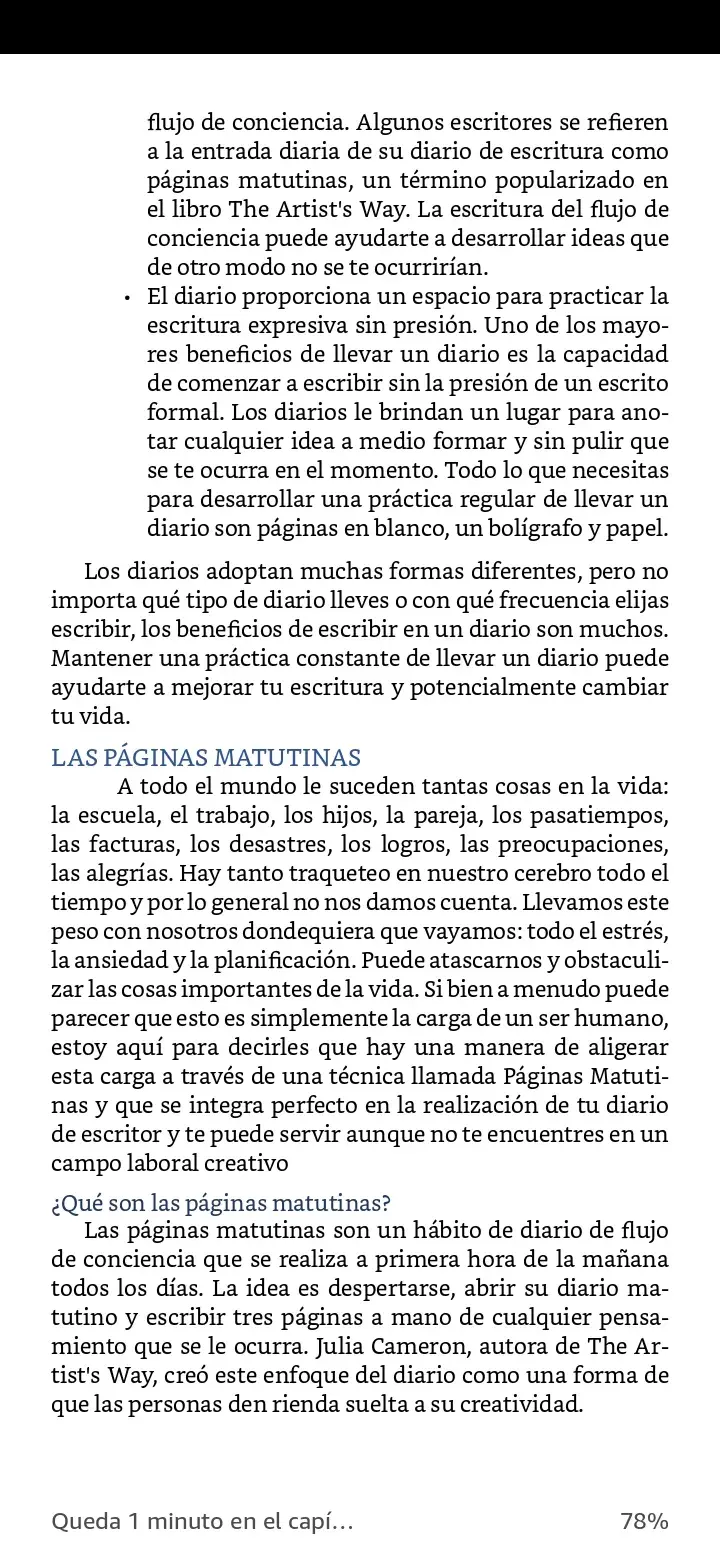 flujo de conciencia. Algunos escritores se refieren
a la entrada diaria de su diario de escritura como
páginas matutinas, un término popularizado en
el libro The Artist's Way. La escritura del flujo de
conciencia puede ayudarte a desarrollar ideas que
de otro modo no se te ocurrirían.
• El diario proporciona un espacio para practicar la
escritura expresiva sin presión. Uno de los mayo-
res beneficios de llevar un diario es la capacidad
de comenzar a escribir sin la presión de un escrito
formal. Los diarios le brindan un lugar para ano-
tar cualquier idea a medio formar y sin pulir que
se te ocurra en el momento. Todo lo que necesitas
para desarrollar una práctica regular de llevar un
diario son páginas en blanco, un bolígrafo y papel.
Los diarios adoptan muchas formas diferentes, pero no
importa qué tipo de diario lleves o con qué frecuencia elijas
escribir, los beneficios de escribir en un diario son muchos.
Mantener una práctica constante de llevar un diario puede
ayudarte a mejorar tu escritura y potencialmente cambiar
tu vida.
LAS PÁGINAS MATUTINAS
A todo el mundo le suceden tantas cosas en la vida:
la escuela, el trabajo, los hijos, la pareja, los pasatiempos,
las facturas, los desastres, los logros, las preocupaciones,
las alegrías. Hay tanto traqueteo en nuestro cerebro todo el
tiempo y por lo general no nos damos cuenta. Llevamos este
peso con nosotros dondequiera que vayamos: todo el estrés,
la ansiedad y la planificación. Puede atascarnos y obstaculi-
zar las cosas importantes de la vida. Si bien a menudo puede
parecer que esto es simplemente la carga de un ser humano,
estoy aquí para decirles que hay una manera de aligerar
esta carga a través de una técnica llamada Páginas Matuti-
nas y que se integra perfecto en la realización de tu diario
de escritor y te puede servir aunque no te encuentres en un
campo laboral creativo
¿Qué son las páginas matutinas?
Las páginas matutinas son un hábito de diario de flujo
de conciencia que se realiza a primera hora de la mañana
todos los días. La idea es despertarse, abrir su diario ma-
tutino y escribir tres páginas a mano de cualquier pensa-
miento que se le ocurra. Julia Cameron, autora de The Ar-
tist's Way, creó este enfoque del diario como una forma de
que las personas den rienda suelta a su creatividad.
Queda 1 minuto en el capí... 78%